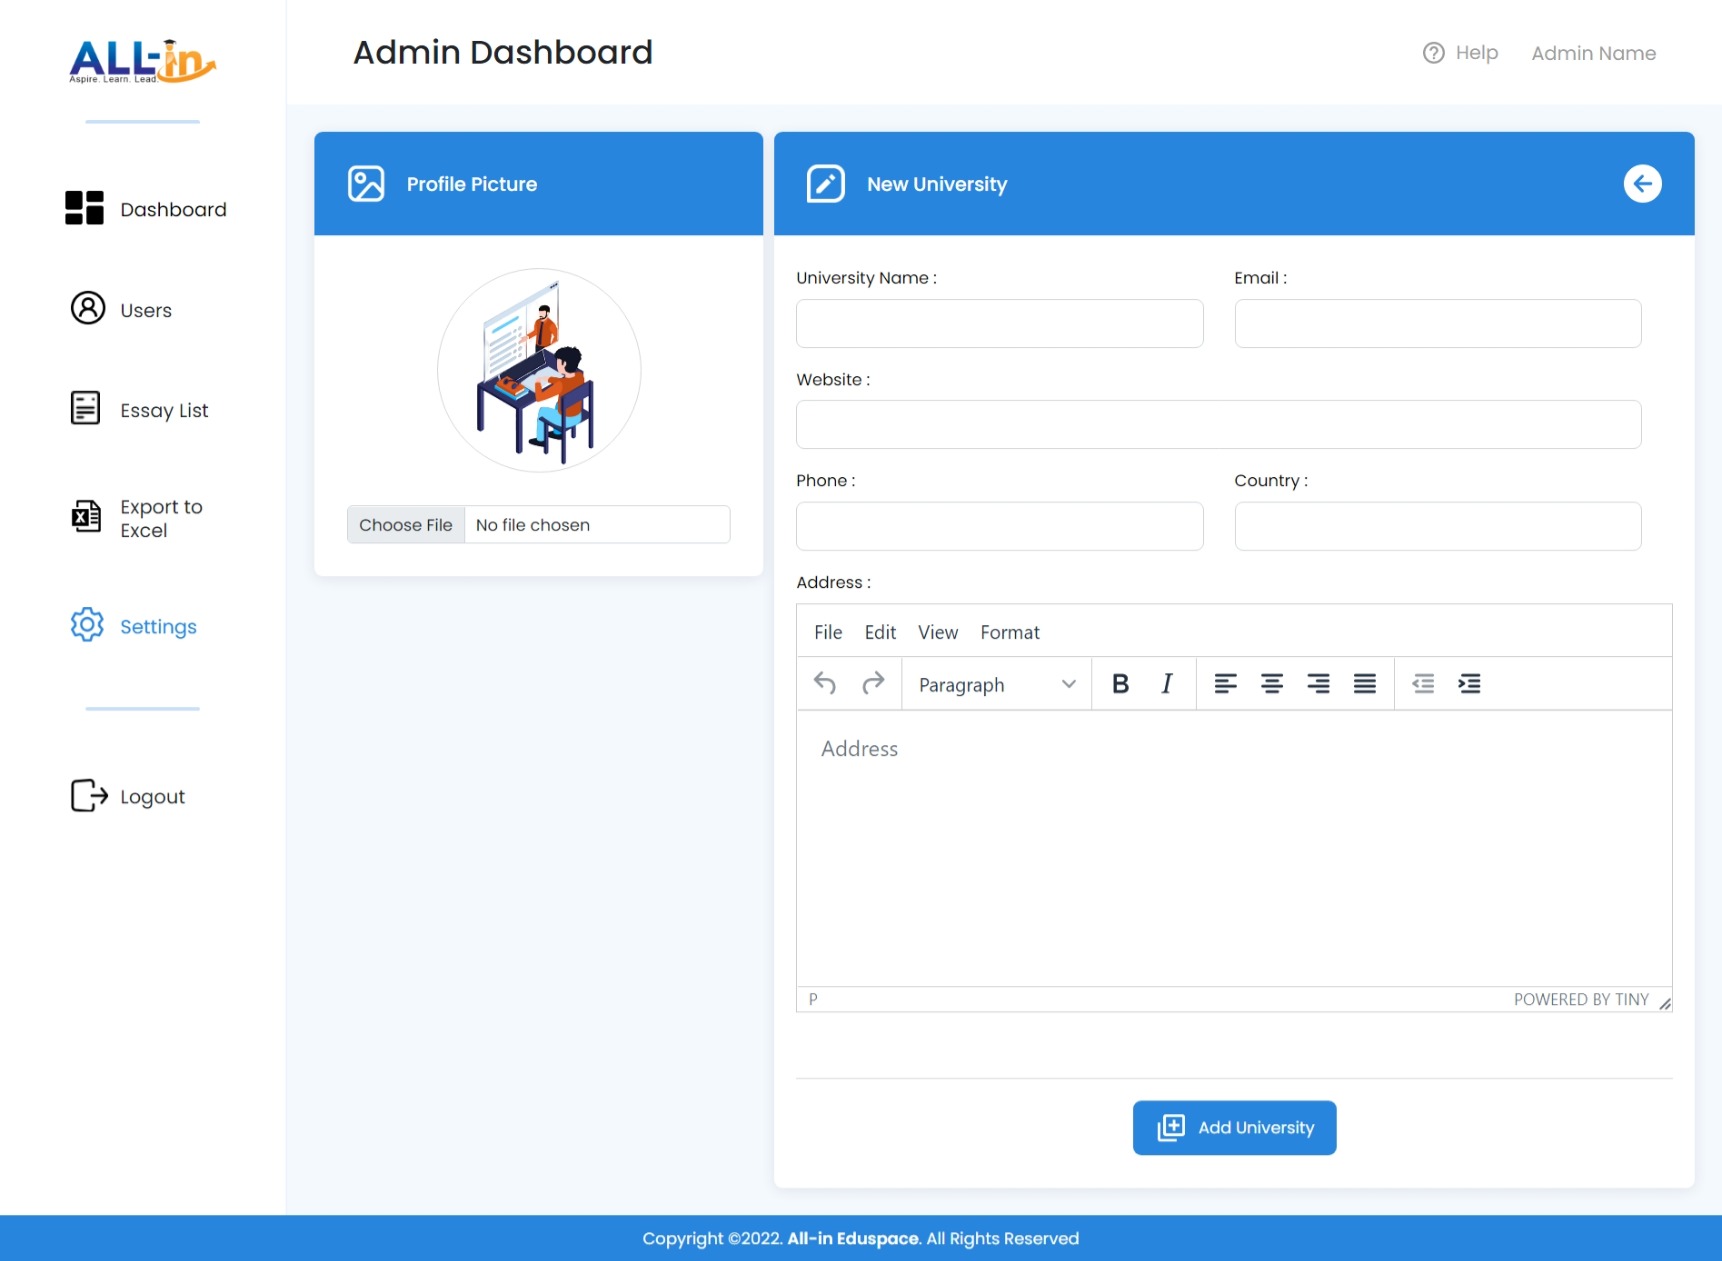 ALL-in
Aspire. Learn. Lead.
Admin Dashboard
Help
Admin Name
Dashboard
Users
Essay List
Export to
Excel
Settings
Logout
Profile Picture
Choose File No file chosen
New University
University Name :
Email :
Website :
Phone :
Country :
Address :
File Edit View Format
Paragraph B I
Address
P
POWERED BY TINY
Add University
Copyright ©2022. All-in Eduspace. All Rights Reserved